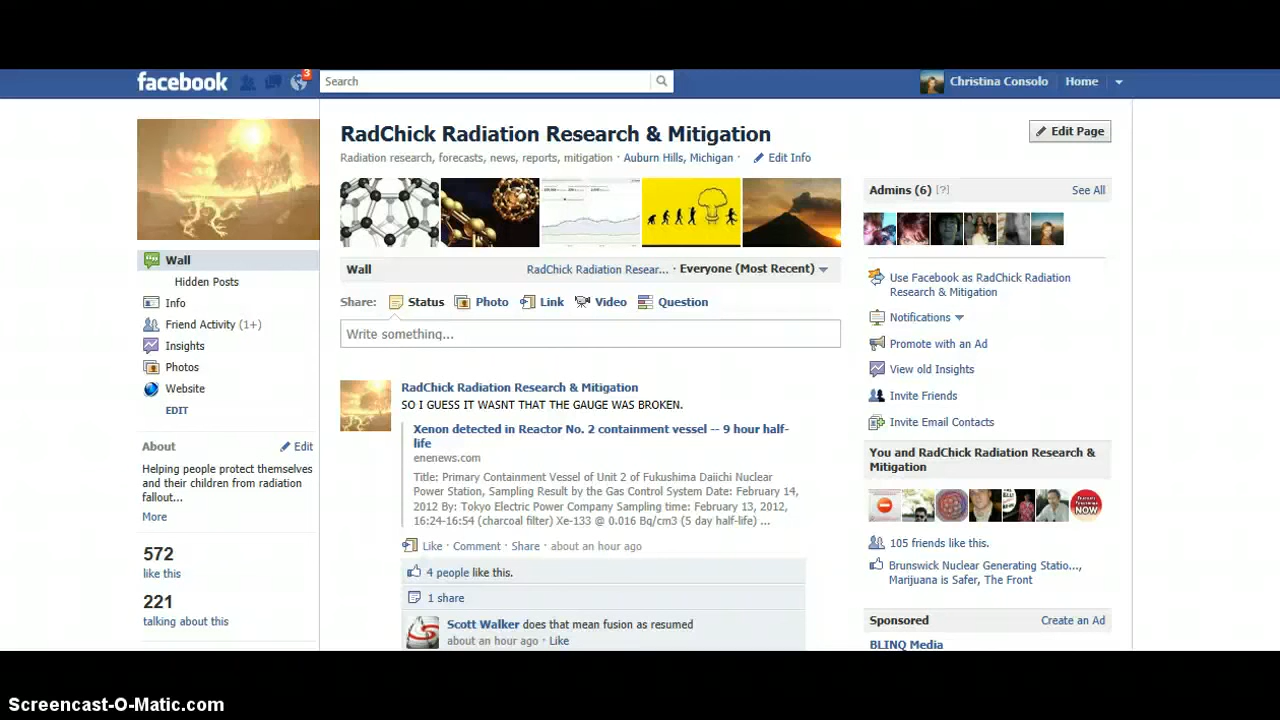 facebook
3
Search
Christina Consolo
Home
RadChick Radiation Research & Mitigation
Radiation research, forecasts, news, reports, mitigation · Auburn Hills, Michigan · Edit Info
Edit Page
Admins (6) [?]
See All
Wall
Hidden Posts
Info
Friend Activity (1+)
Insights
Photos
Website
EDIT
About
Edit
Helping people protect themselves
and their children from radiation
fallout...
More
572
like this
221
talking about this
Wall
RadChick Radiation Resear... · Everyone (Most Recent)
Share: Status Photo Link Video Question
Write something...
RadChick Radiation Research & Mitigation
SO I GUESS IT WASNT THAT THE GAUGE WAS BROKEN.
Xenon detected in Reactor No. 2 containment vessel -- 9 hour half-
life
enenews.com
Title: Primary Containment Vessel of Unit 2 of Fukushima Daiichi Nuclear
Power Station, Sampling Result by the Gas Control System Date: February 14,
2012 By: Tokyo Electric Power Company Sampling time: February 13, 2012,
16:24-16:54 (charcoal filter) Xe-133 @ 0.016 Bq/cm3 (5 day half-life) ...
Like · Comment · Share · about an hour ago
4 people like this.
1 share
Scott Walker does that mean fusion as resumed
about an hour ago · Like
Use Facebook as RadChick Radiation
Research & Mitigation
Notifications
Promote with an Ad
View old Insights
Invite Friends
Invite Email Contacts
You and RadChick Radiation Research &
Mitigation
NOW
105 friends like this.
Brunswick Nuclear Generating Statio...,
Marijuana is Safer, The Front
Sponsored
Create an Ad
BLINQ Media
Screencast-O-Matic.com